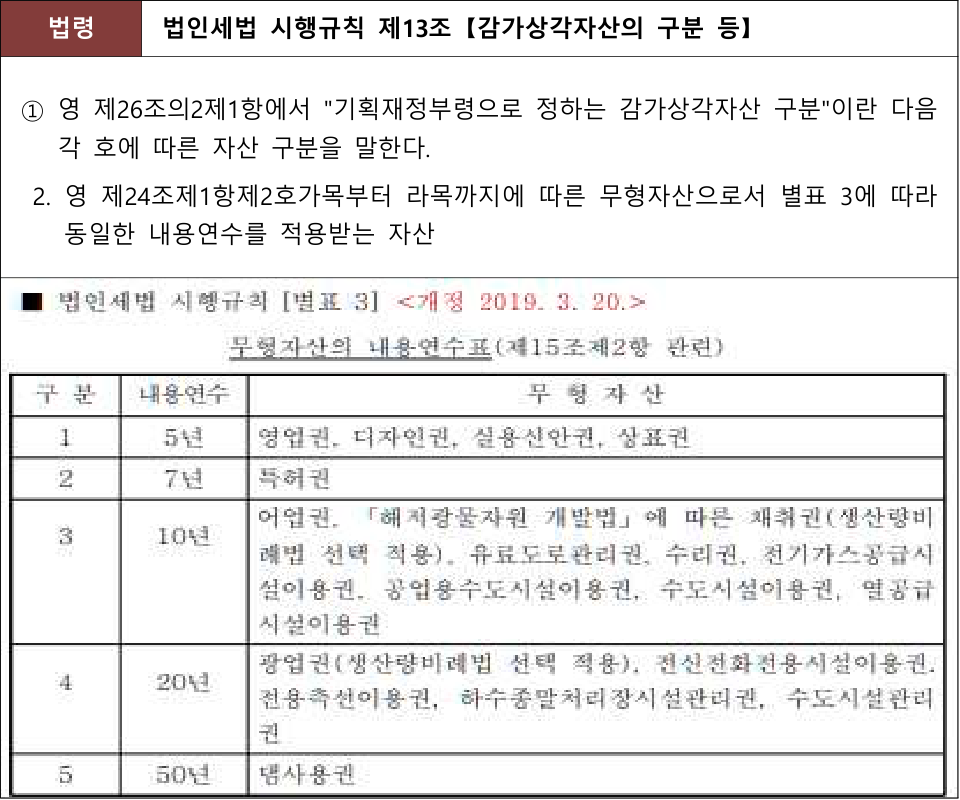 법령 법인세법 시행규칙 제13조【감가상각자산의 구분 등】
① 영 제26조의2제1항에서 "기획재정부령으로 정하는 감가상각자산 구분"이란 다음
각 호에 따른 자산 구분을 말한다.
2. 영 제24조제1항제2호가목부터 라목까지에 따른 무형자산으로서 별표 3에 따라
동일한 내용연수를 적용받는 자산
■ 법인세법 시행규칙 [별표 3] <개정 2019. 3. 20.>
무형자산의 내용연수표(제15조제2항 관련)
구 분 내용연수 무 형 자 산
1 5년 영업권, 디자인권, 실용신안권, 상표권
2 7년 특허권
3 10년 어업권, 「해저광물자원 개발법」에 따른 채취권(생산량비
례법 선택 적용), 유료도로관리권, 수리권, 전기가스공급시
설이용권, 공업용수도시설이용권, 수도시설이용권, 열공급
시설이용권
4 20년 광업권(생산량비례법 선택 적용), 전신전화전용시설이용권,
전용측선이용권, 하수종말처리장시설관리권, 수도시설관리
권
5 50년 댐사용권